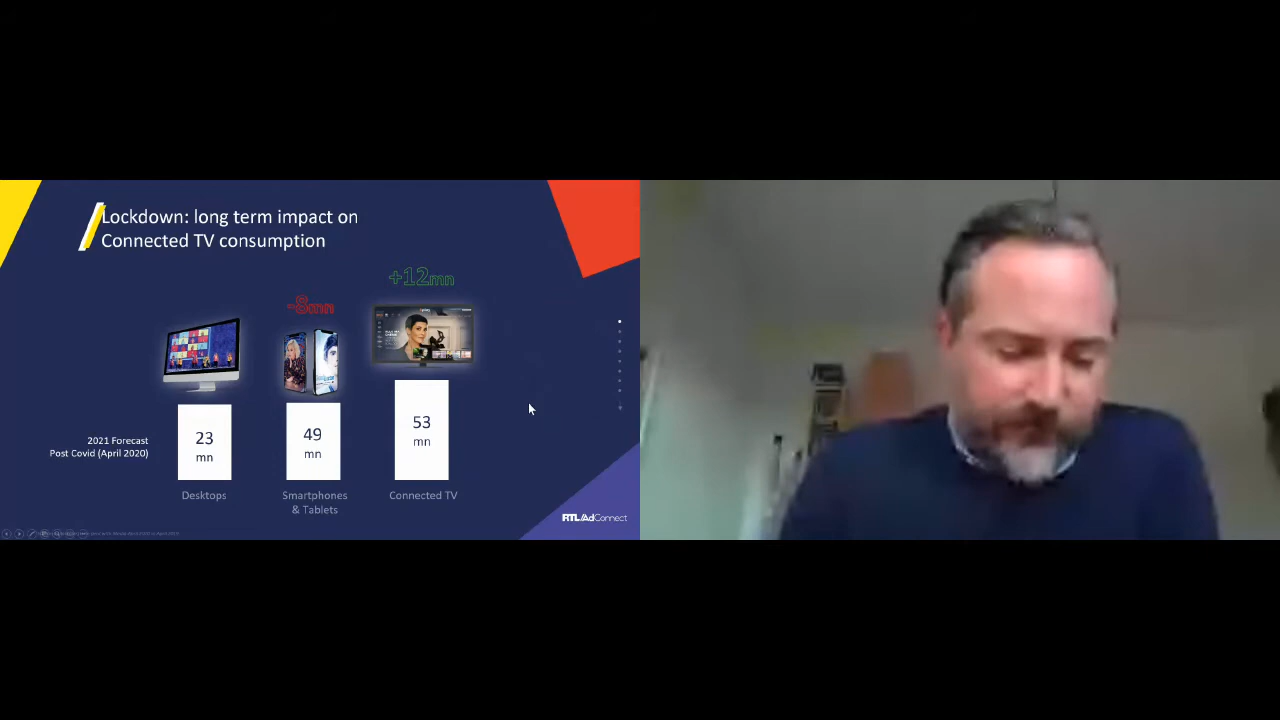 Lockdown: long term impact on
Connected TV consumption
+12mn
-8mn
23
mn
49
mn
53
mn
2021 Forecast
Post Covid (April 2020)
Desktops
Smartphones
& Tablets
Connected TV
RTL/AdConnect